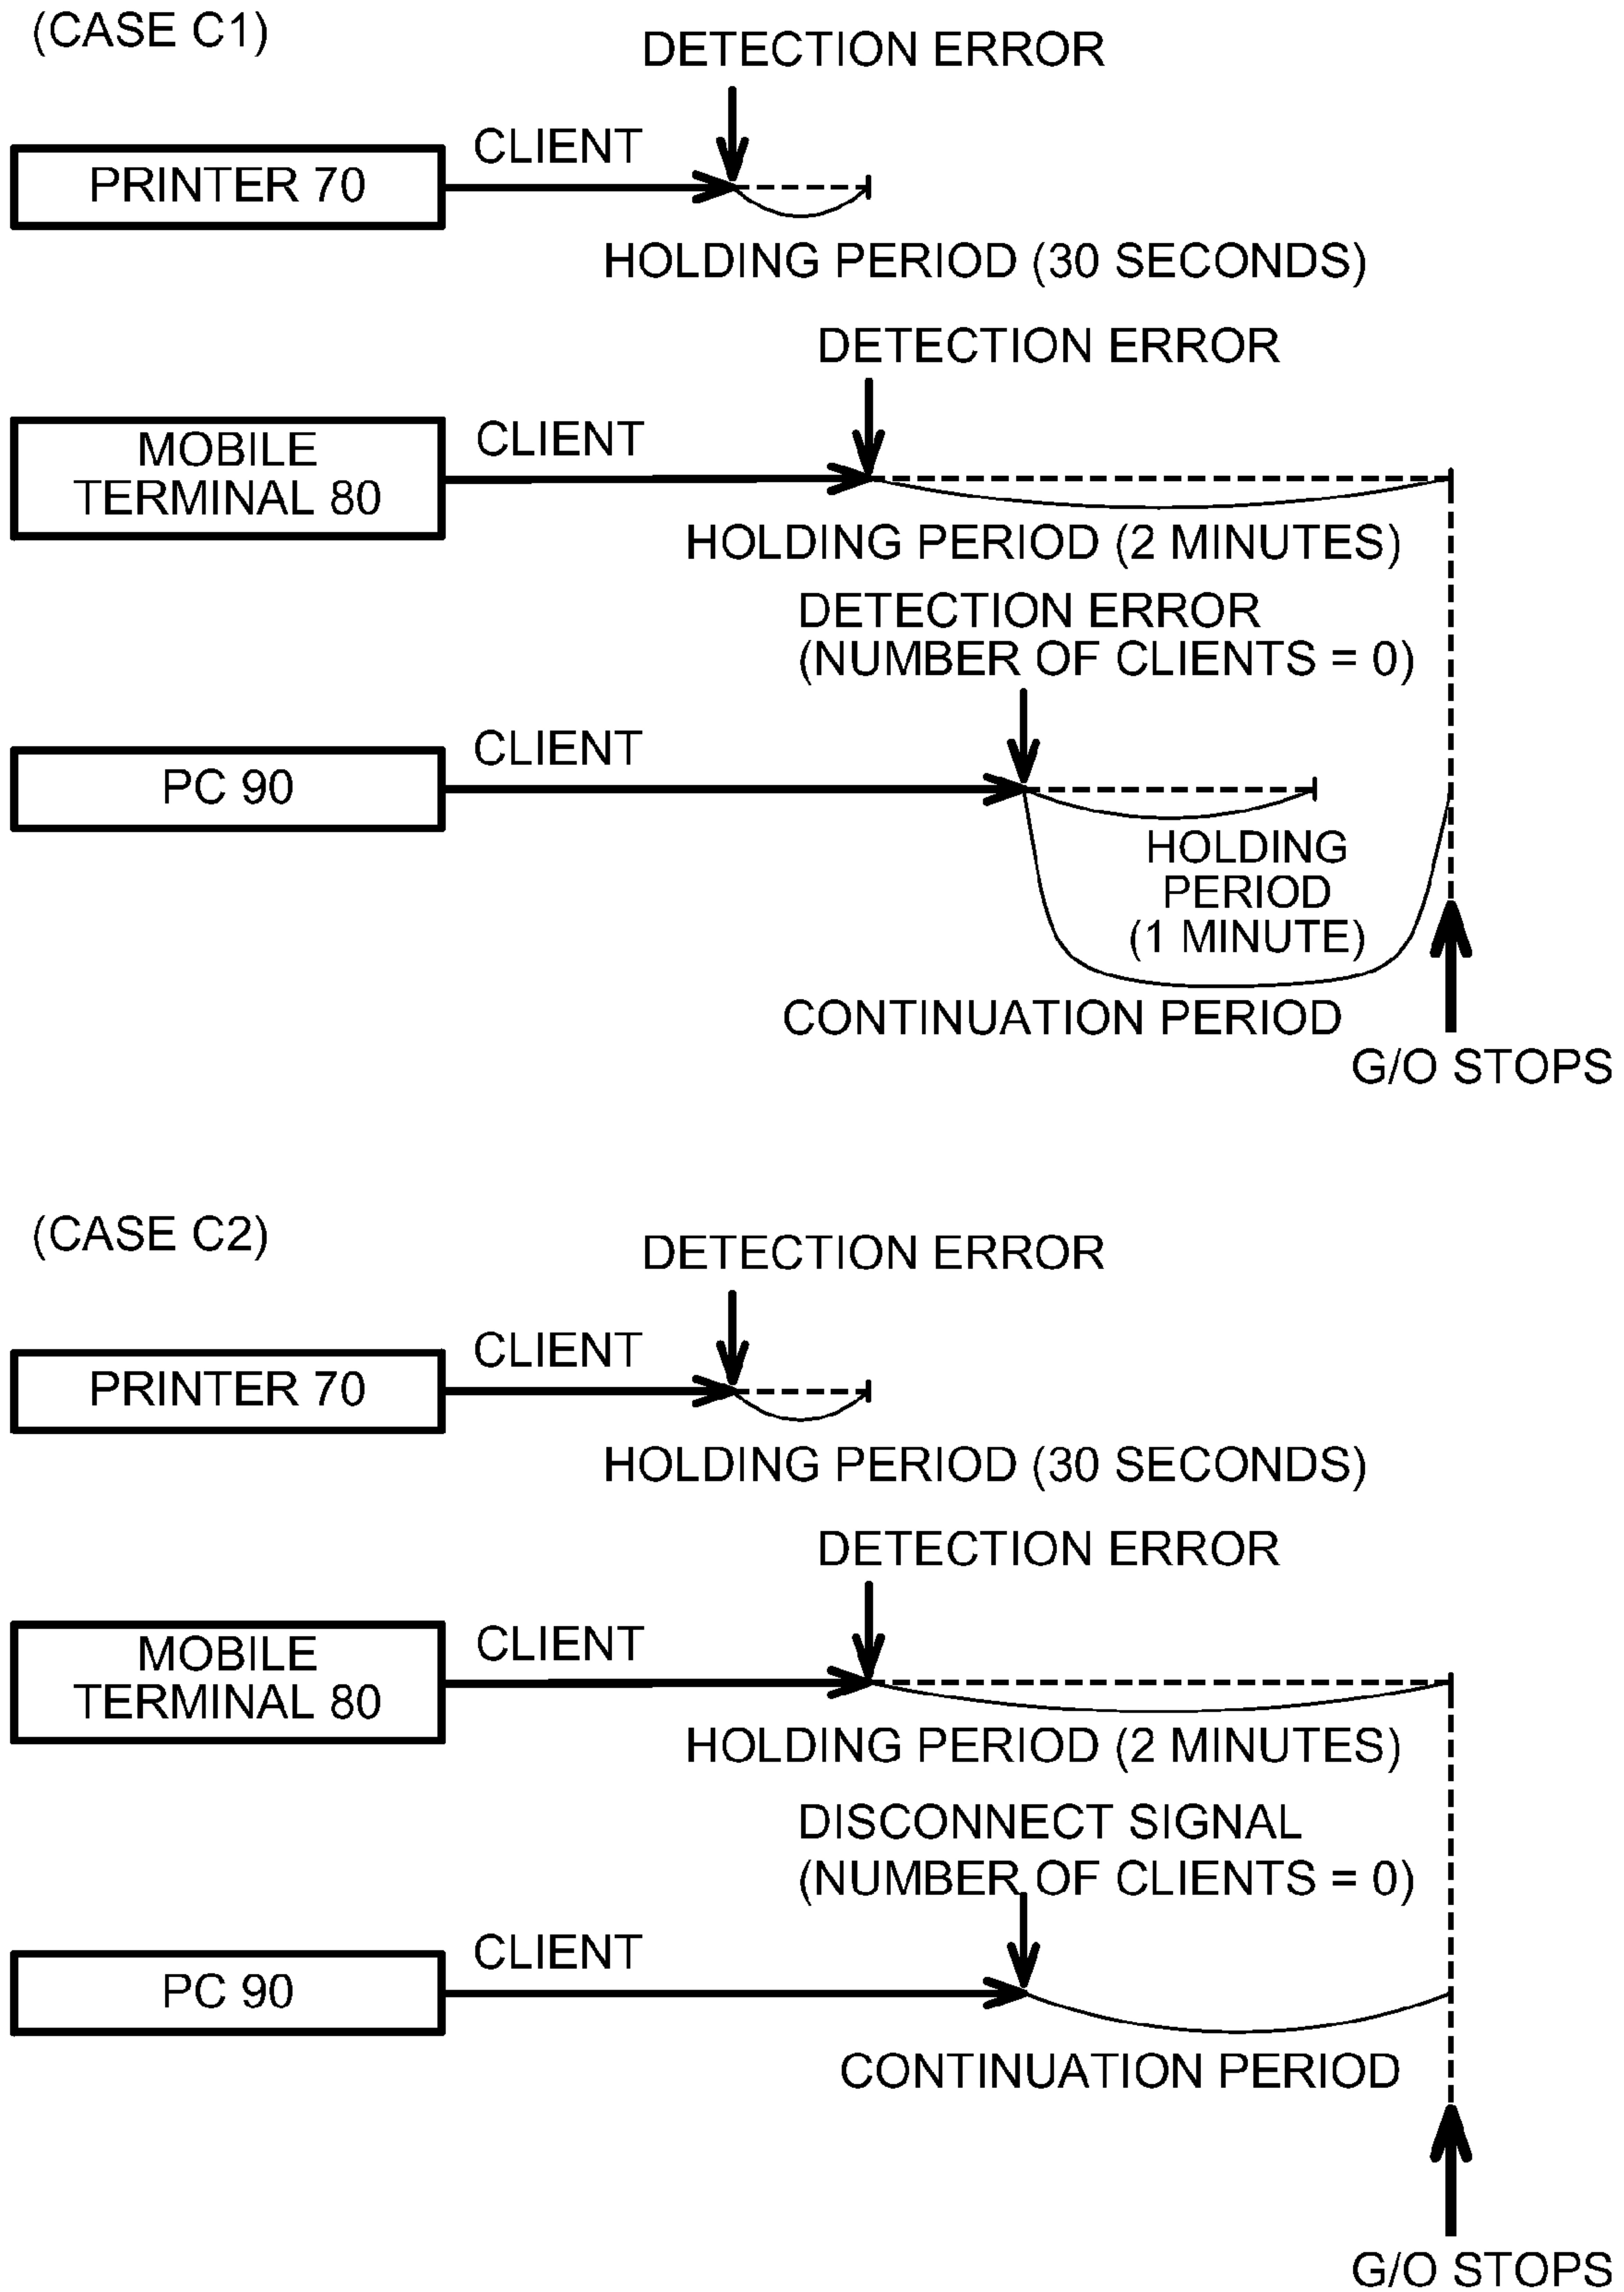 (CASE C1)
DETECTION ERROR
CLIENT
PRINTER 70
HOLDING PERIOD (30 SECONDS)
DETECTION ERROR
CLIENT
MOBILE
TERMINAL 80
HOLDING PERIOD (2 MINUTES)
DETECTION ERROR
(NUMBER OF CLIENTS = 0)
CLIENT
PC 90
HOLDING
PERIOD
(1 MINUTE)
CONTINUATION PERIOD
G/O STOPS
(CASE C2)
DETECTION ERROR
CLIENT
PRINTER 70
HOLDING PERIOD (30 SECONDS)
DETECTION ERROR
CLIENT
MOBILE
TERMINAL 80
HOLDING PERIOD (2 MINUTES)
DISCONNECT SIGNAL
(NUMBER OF CLIENTS = 0)
CLIENT
PC 90
CONTINUATION PERIOD
G/O STOPS